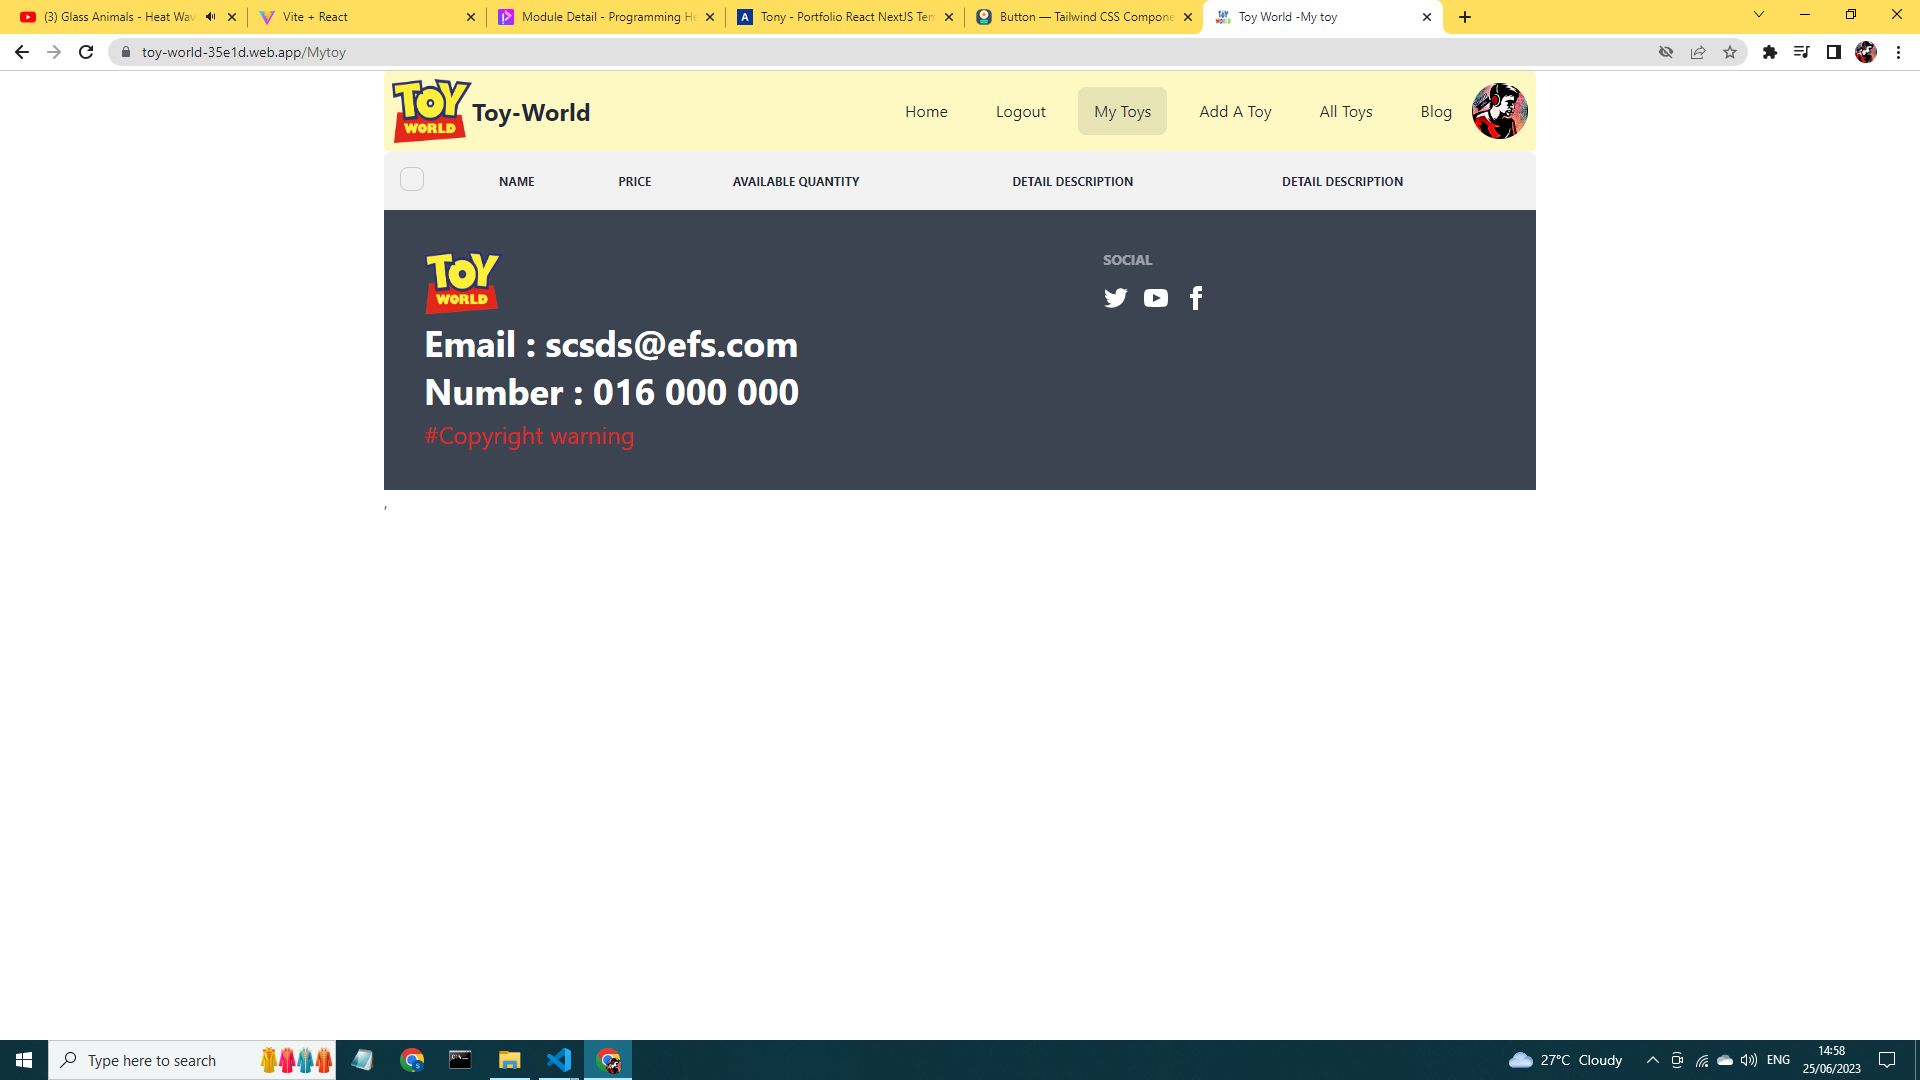 (3) Glass Animals - Heat Wav
Vite + React
Module Detail - Programming He
Tony - Portfolio React NextJS Tem
Button — Tailwind CSS Compone
Toy World -My toy
toy-world-35e1d.web.app/Mytoy
TOY WORLD
Toy-World
Home
Logout
My Toys
Add A Toy
All Toys
Blog
NAME
PRICE
AVAILABLE QUANTITY
DETAIL DESCRIPTION
DETAIL DESCRIPTION
TOY
WORLD
SOCIAL
Email : scsds@efs.com
Number : 016 000 000
#Copyright warning
,
Type here to search
27°C Cloudy
ENG
14:58
25/06/2023